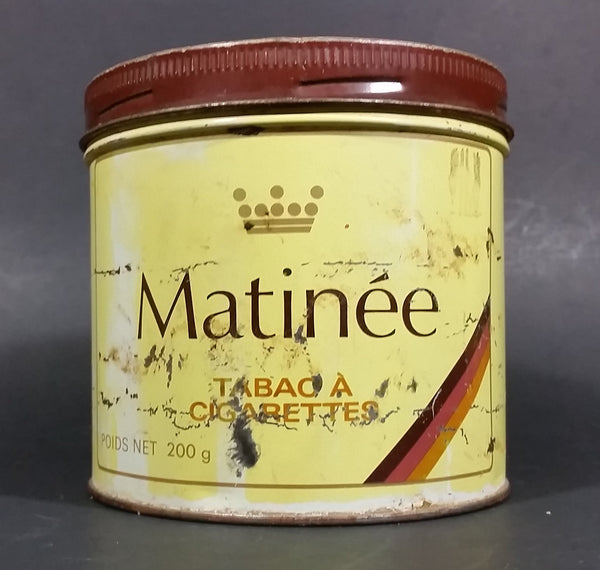 Matinée
TABAC À
CIGARETTES
POIDS NET 200 g